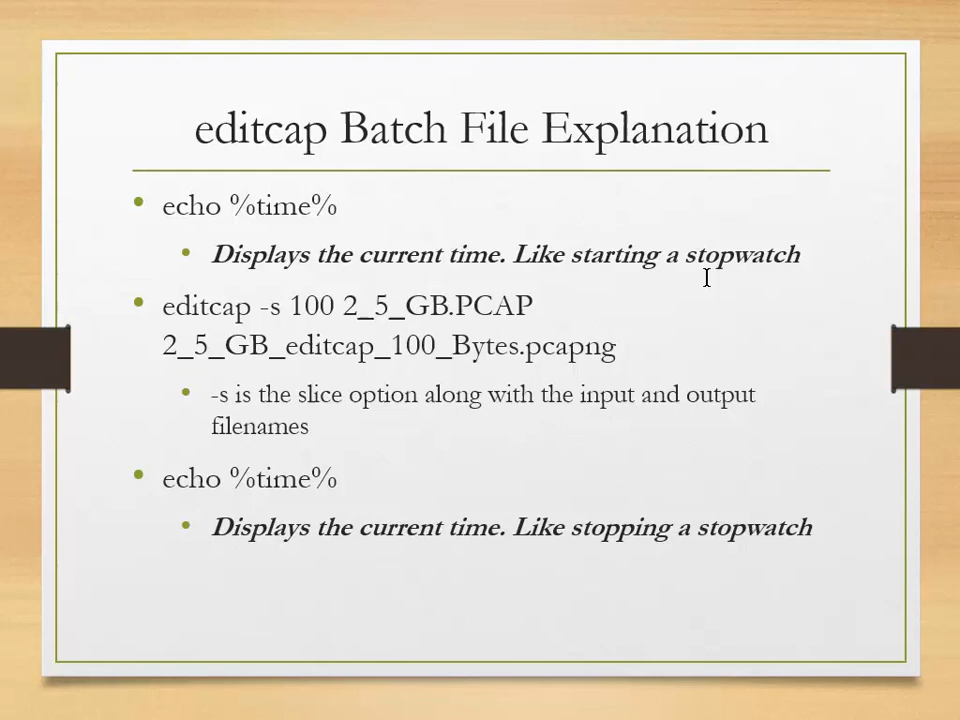 editcap Batch File Explanation
• echo %time%
• Displays the current time. Like starting a stopwatch
• editcap -s 100 2_5_GB.PCAP
2_5_GB_editcap_100_Bytes.pcapng
• -s is the slice option along with the input and output
filenames
• echo %time%
• Displays the current time. Like stopping a stopwatch